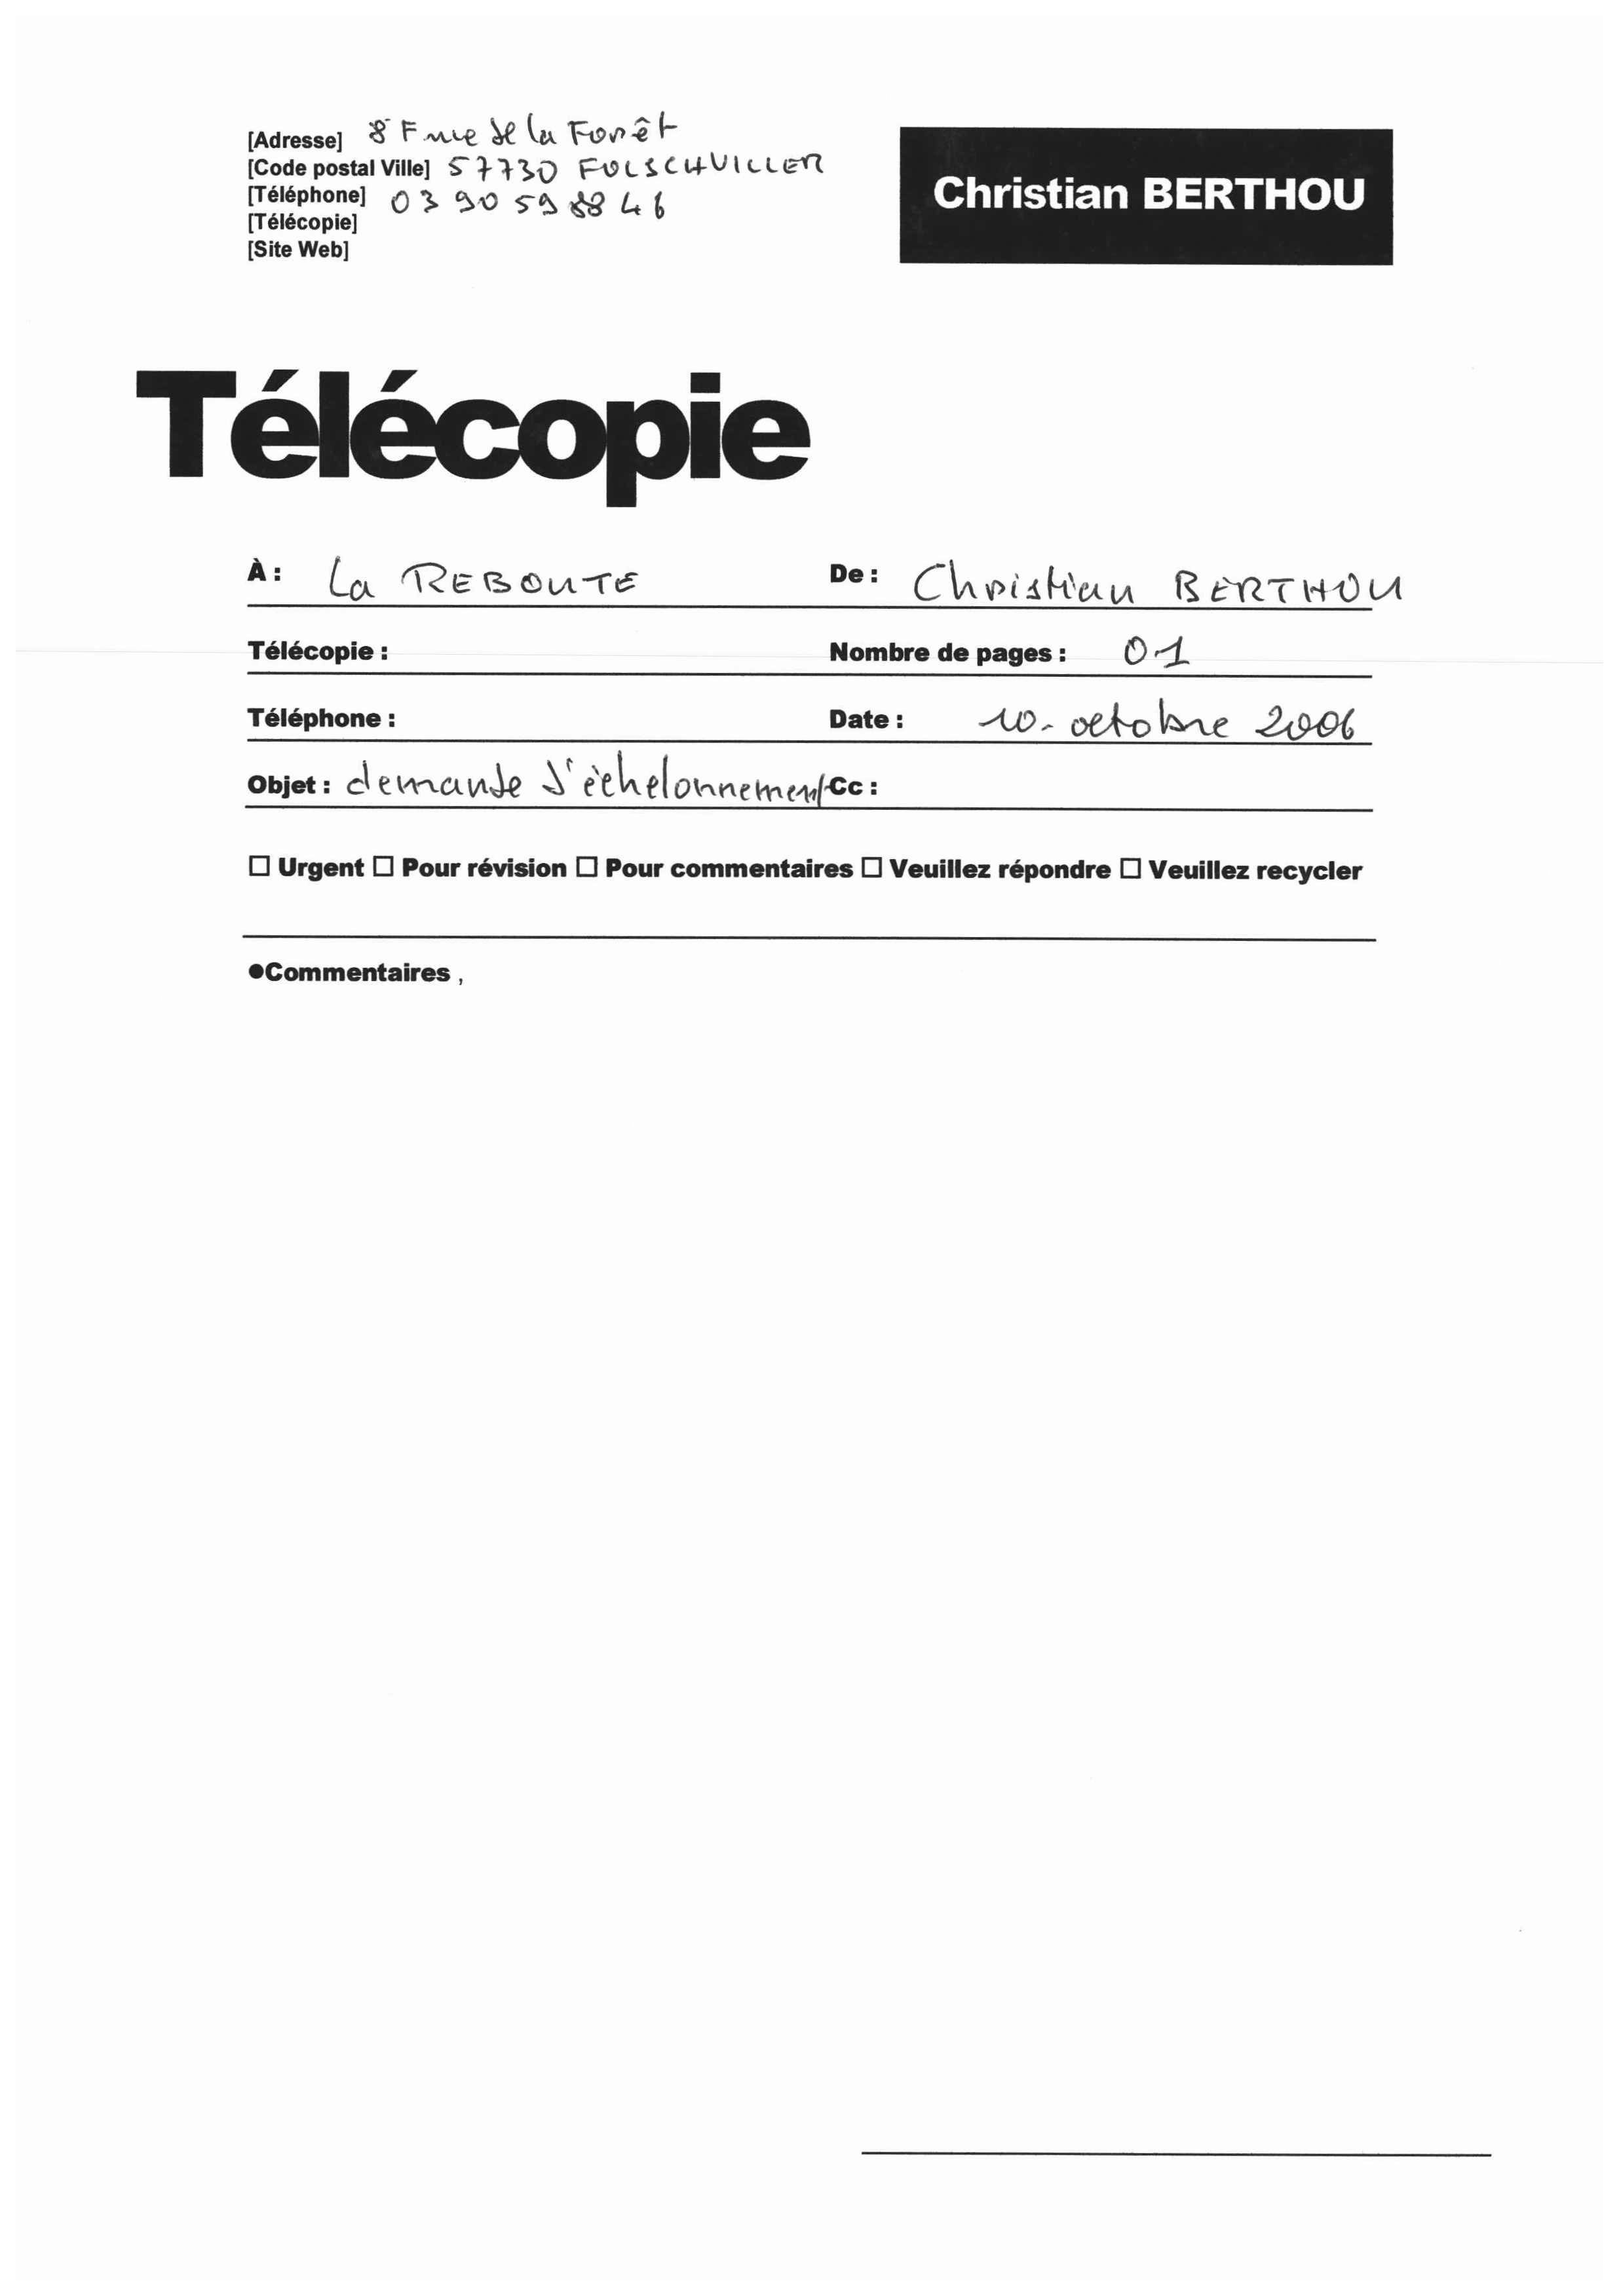 [Adresse] 8 F rue de la Forêt
[Code postal Ville] 57730 FOLSCHVILLER
[Téléphone] 03 90 59 88 46
[Télécopie]
[Site Web]
Christian BERTHOU
Télécopie
À : La REBOUTE
De : Christian BERTHOU
Télécopie :
Nombre de pages : 01
Téléphone :
Date : 10. octobre 2006
Objet : demande d'échelonnement
Cc :
☐ Urgent ☐ Pour révision ☐ Pour commentaires ☐ Veuillez répondre ☐ Veuillez recycler
●Commentaires ,